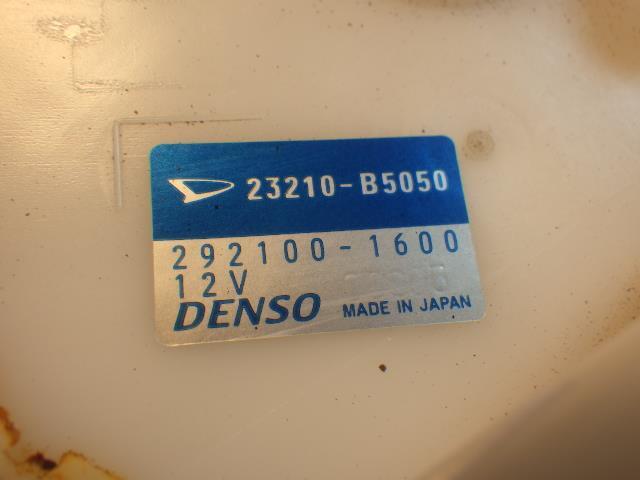 23210-B5050
292100-1600
12V
DENSO MADE IN JAPAN